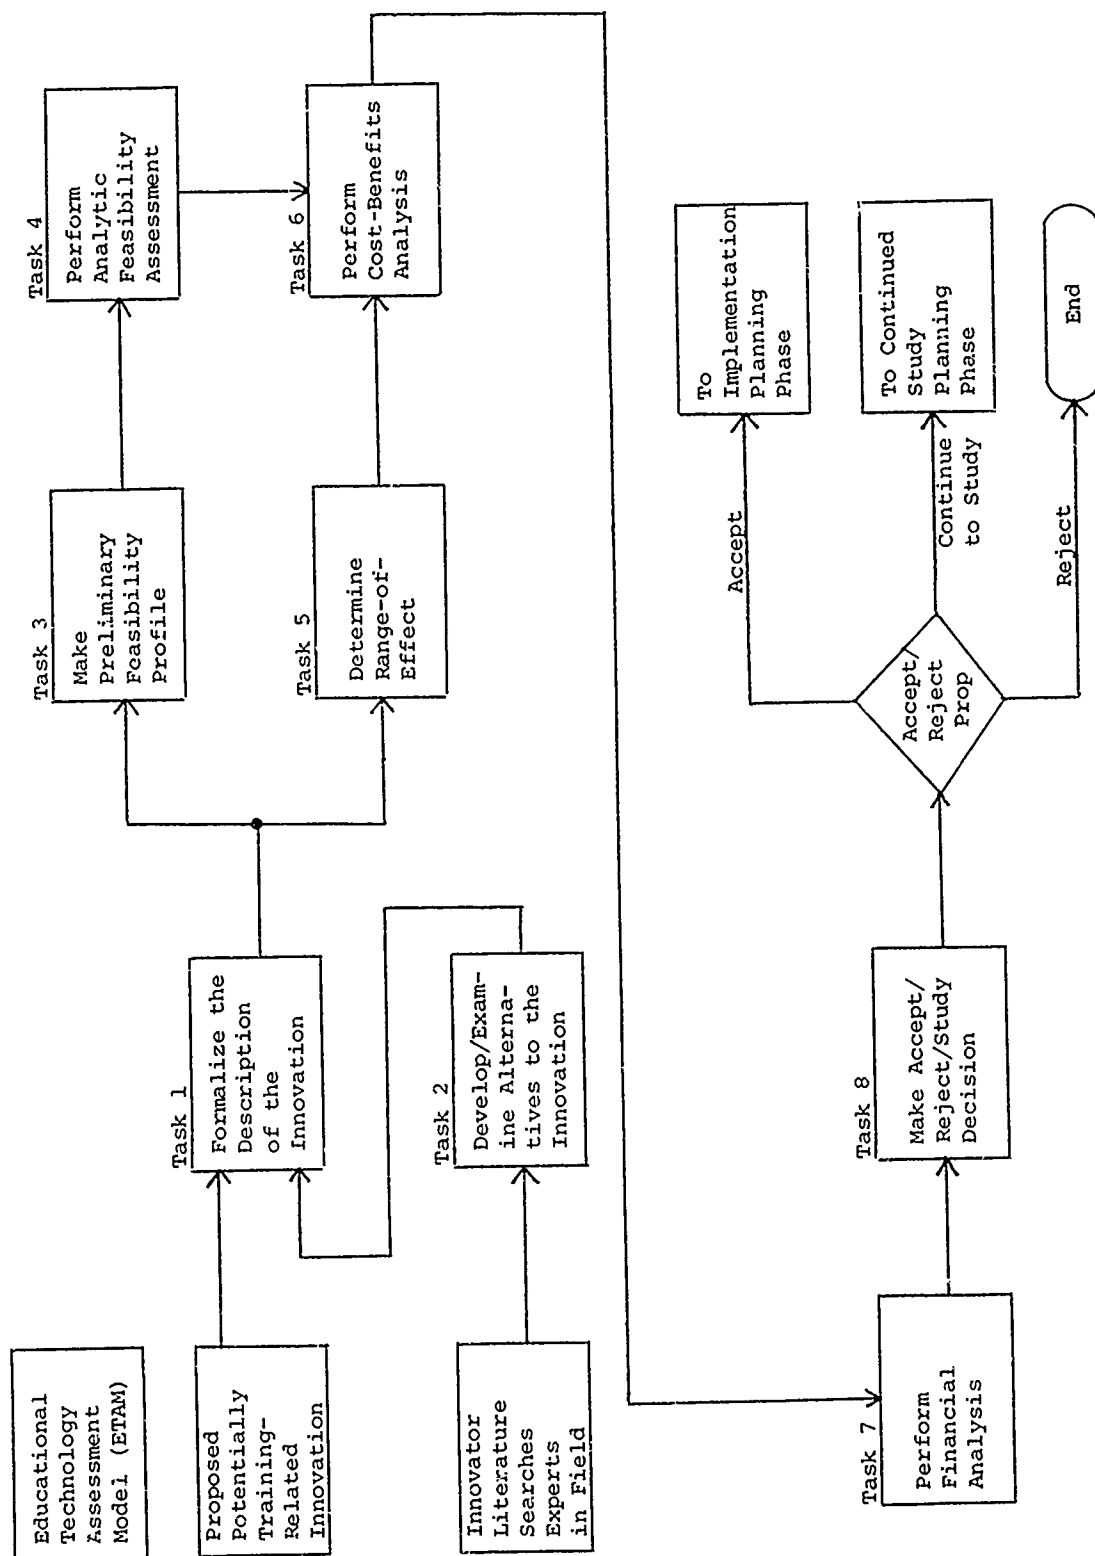 Educational
Technology
Assessment
Model (ETAM)
Proposed
Potentially
Training-
Related
Innovation
Innovator
Literature
Searches
Experts
in Field
Task 1
Formalize the
Description
of the
Innovation
Task 2
Develop/Exam-
ine Alterna-
tives to the
Innovation
Task 3
Make
Preliminary
Feasibility
Profile
Task 5
Determine
Range-of-
Effect
Task 4
Perform
Analytic
Feasibility
Assessment
Task 6
Perform
Cost-Benefits
Analysis
Task 7
Perform
Financial
Analysis
Task 8
Make Accept/
Reject/Study
Decision
Accept/
Reject
Prop
Accept
Continue
to Study
Reject
To
Implementation
Planning
Phase
To Continued
Study
Planning
Phase
End